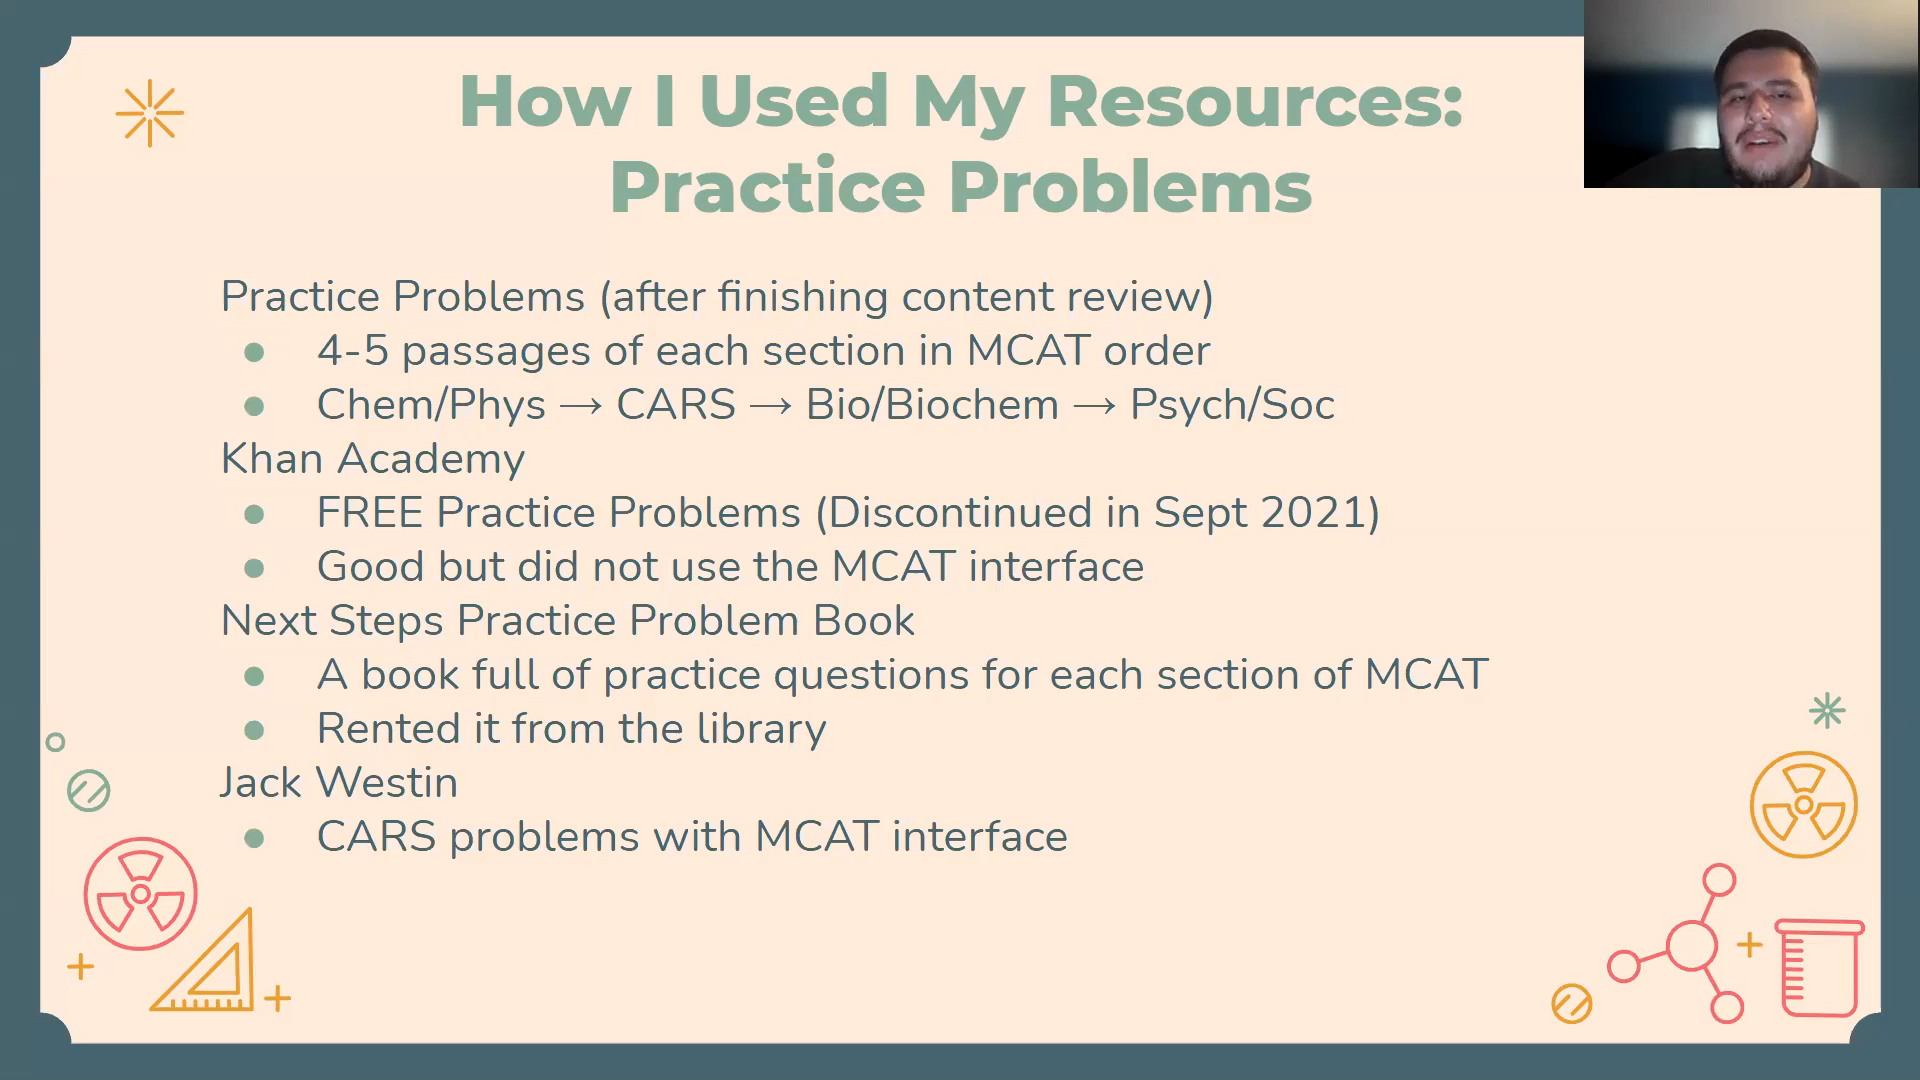 How I Used My Resources:
Practice Problems
Practice Problems (after finishing content review)
● 4-5 passages of each section in MCAT order
● Chem/Phys → CARS → Bio/Biochem → Psych/Soc
Khan Academy
● FREE Practice Problems (Discontinued in Sept 2021)
● Good but did not use the MCAT interface
Next Steps Practice Problem Book
● A book full of practice questions for each section of MCAT
● Rented it from the library
Jack Westin
● CARS problems with MCAT interface